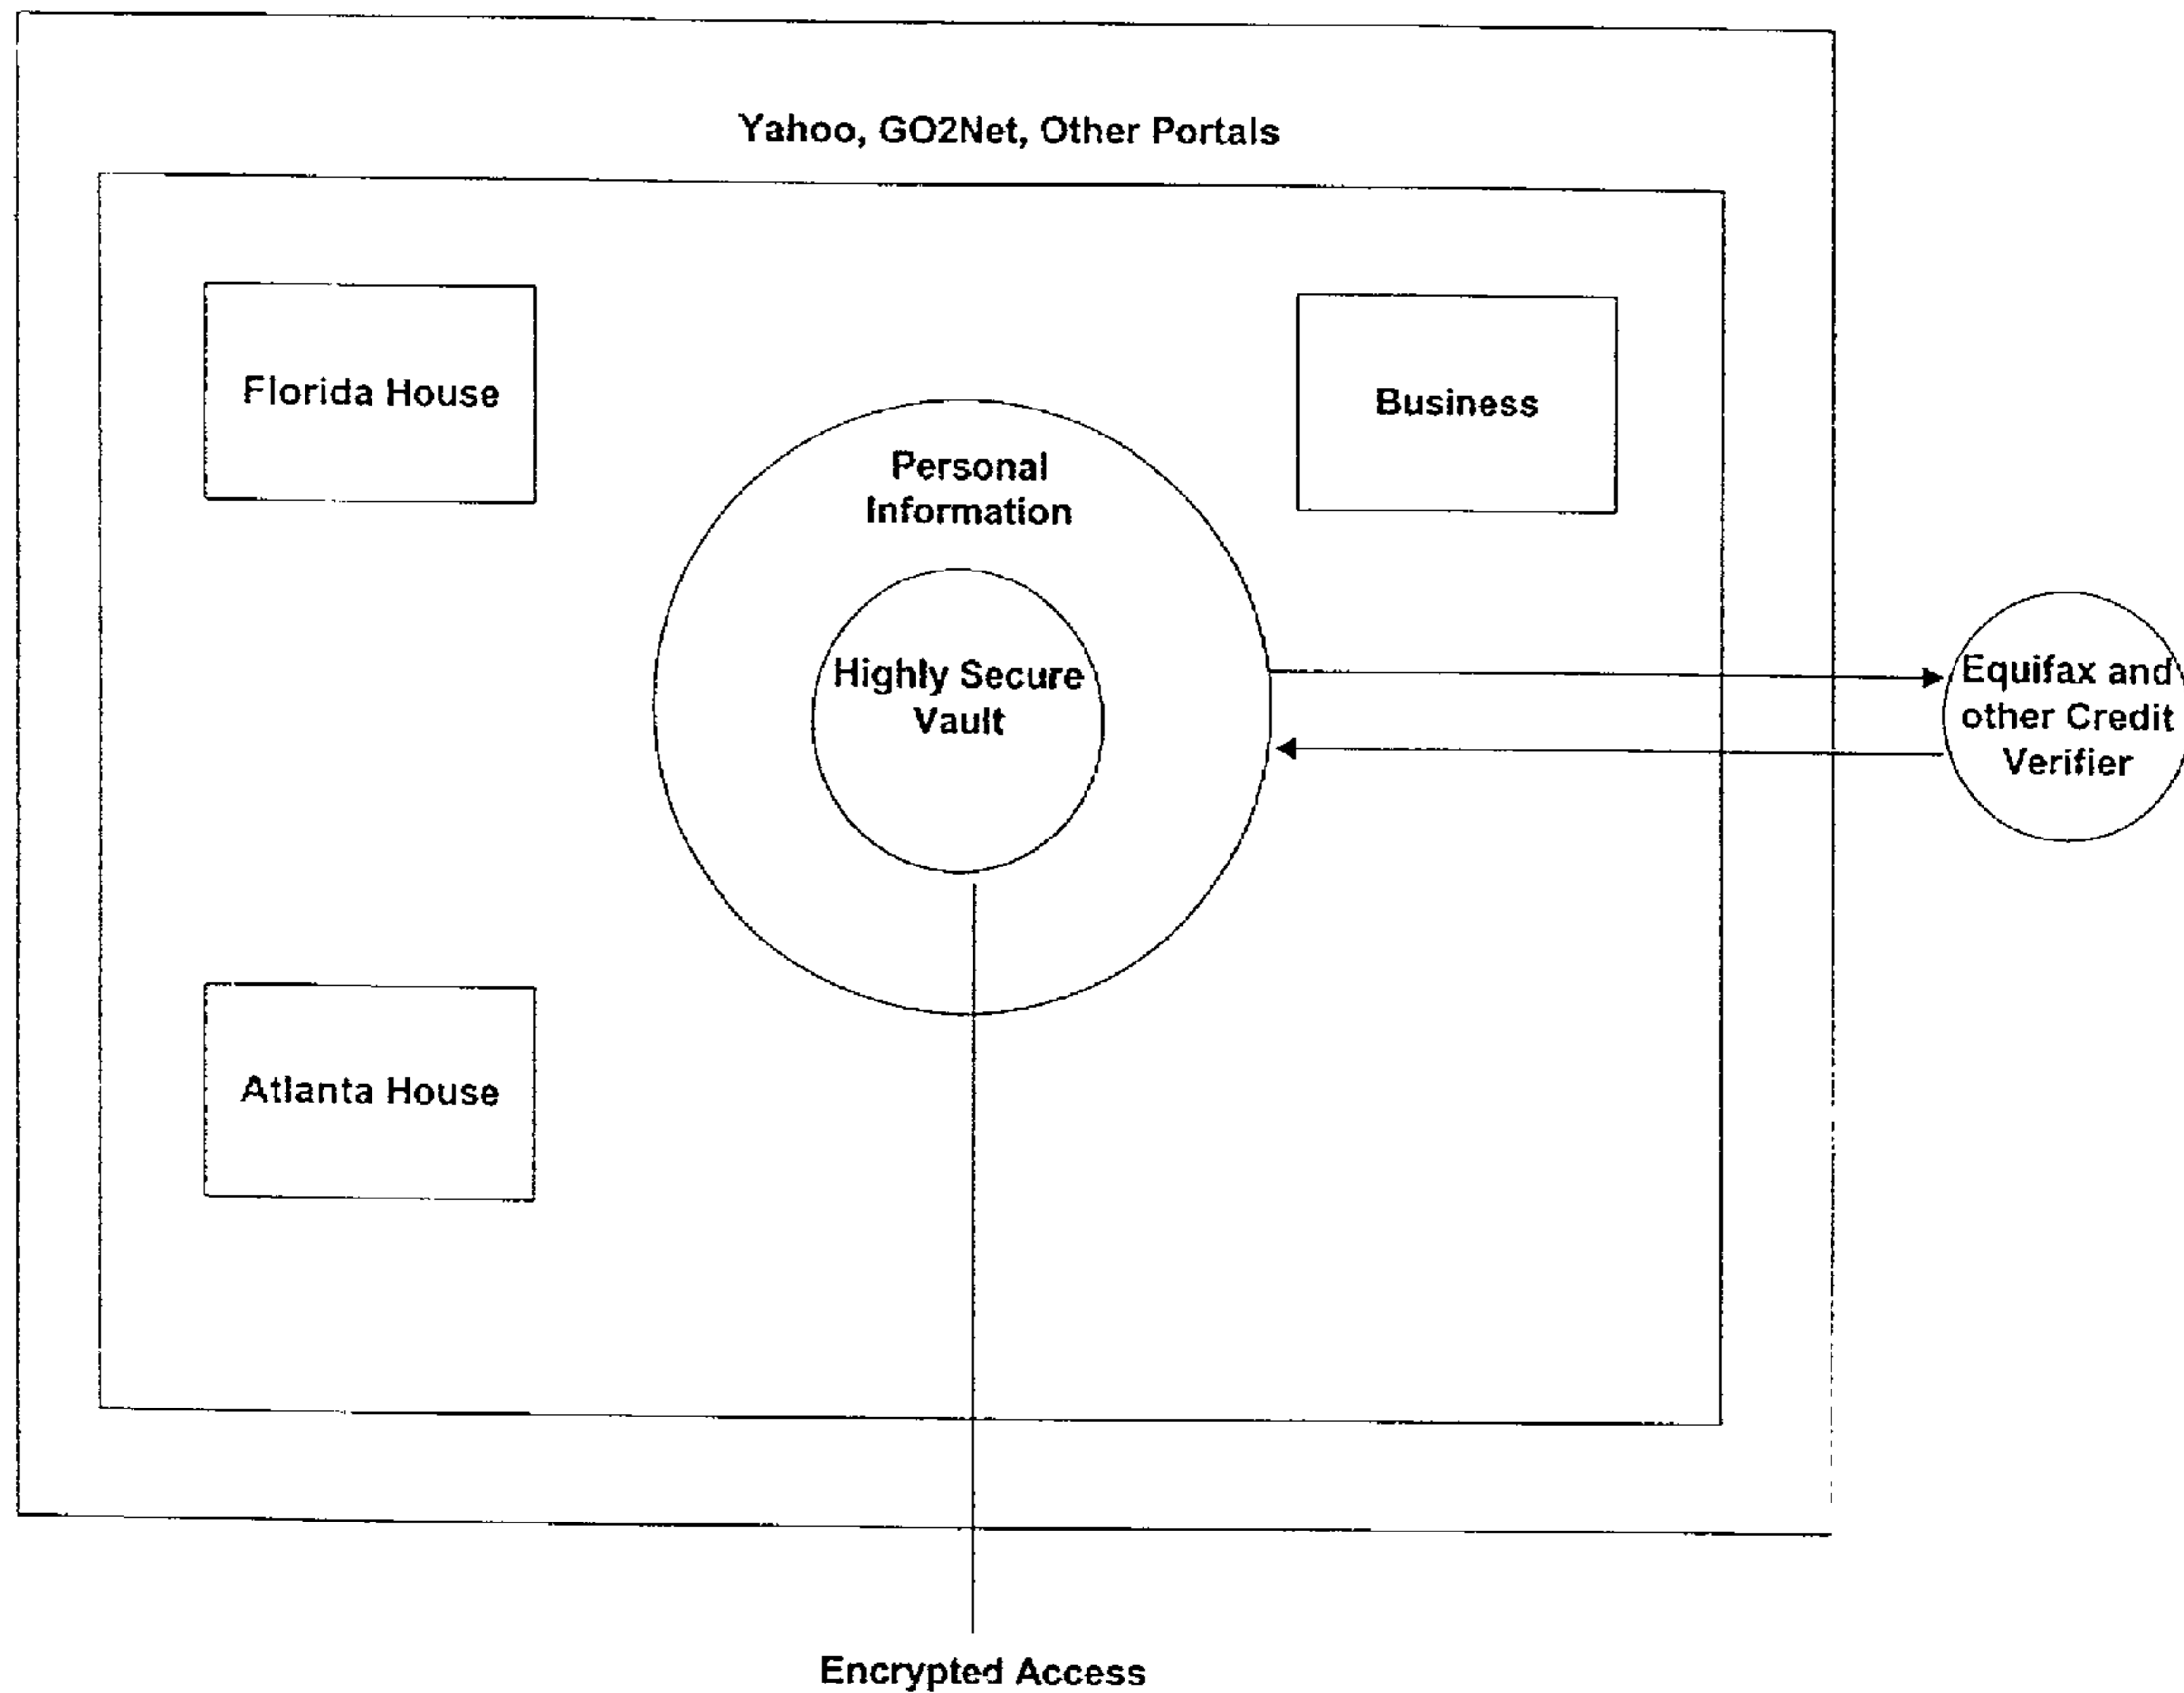 Yahoo, GO2Net, Other Portals
Florida House
Business
Personal
Information
Highly Secure
Vault
Equifax and
other Credit
Verifier
Atlanta House
Encrypted Access